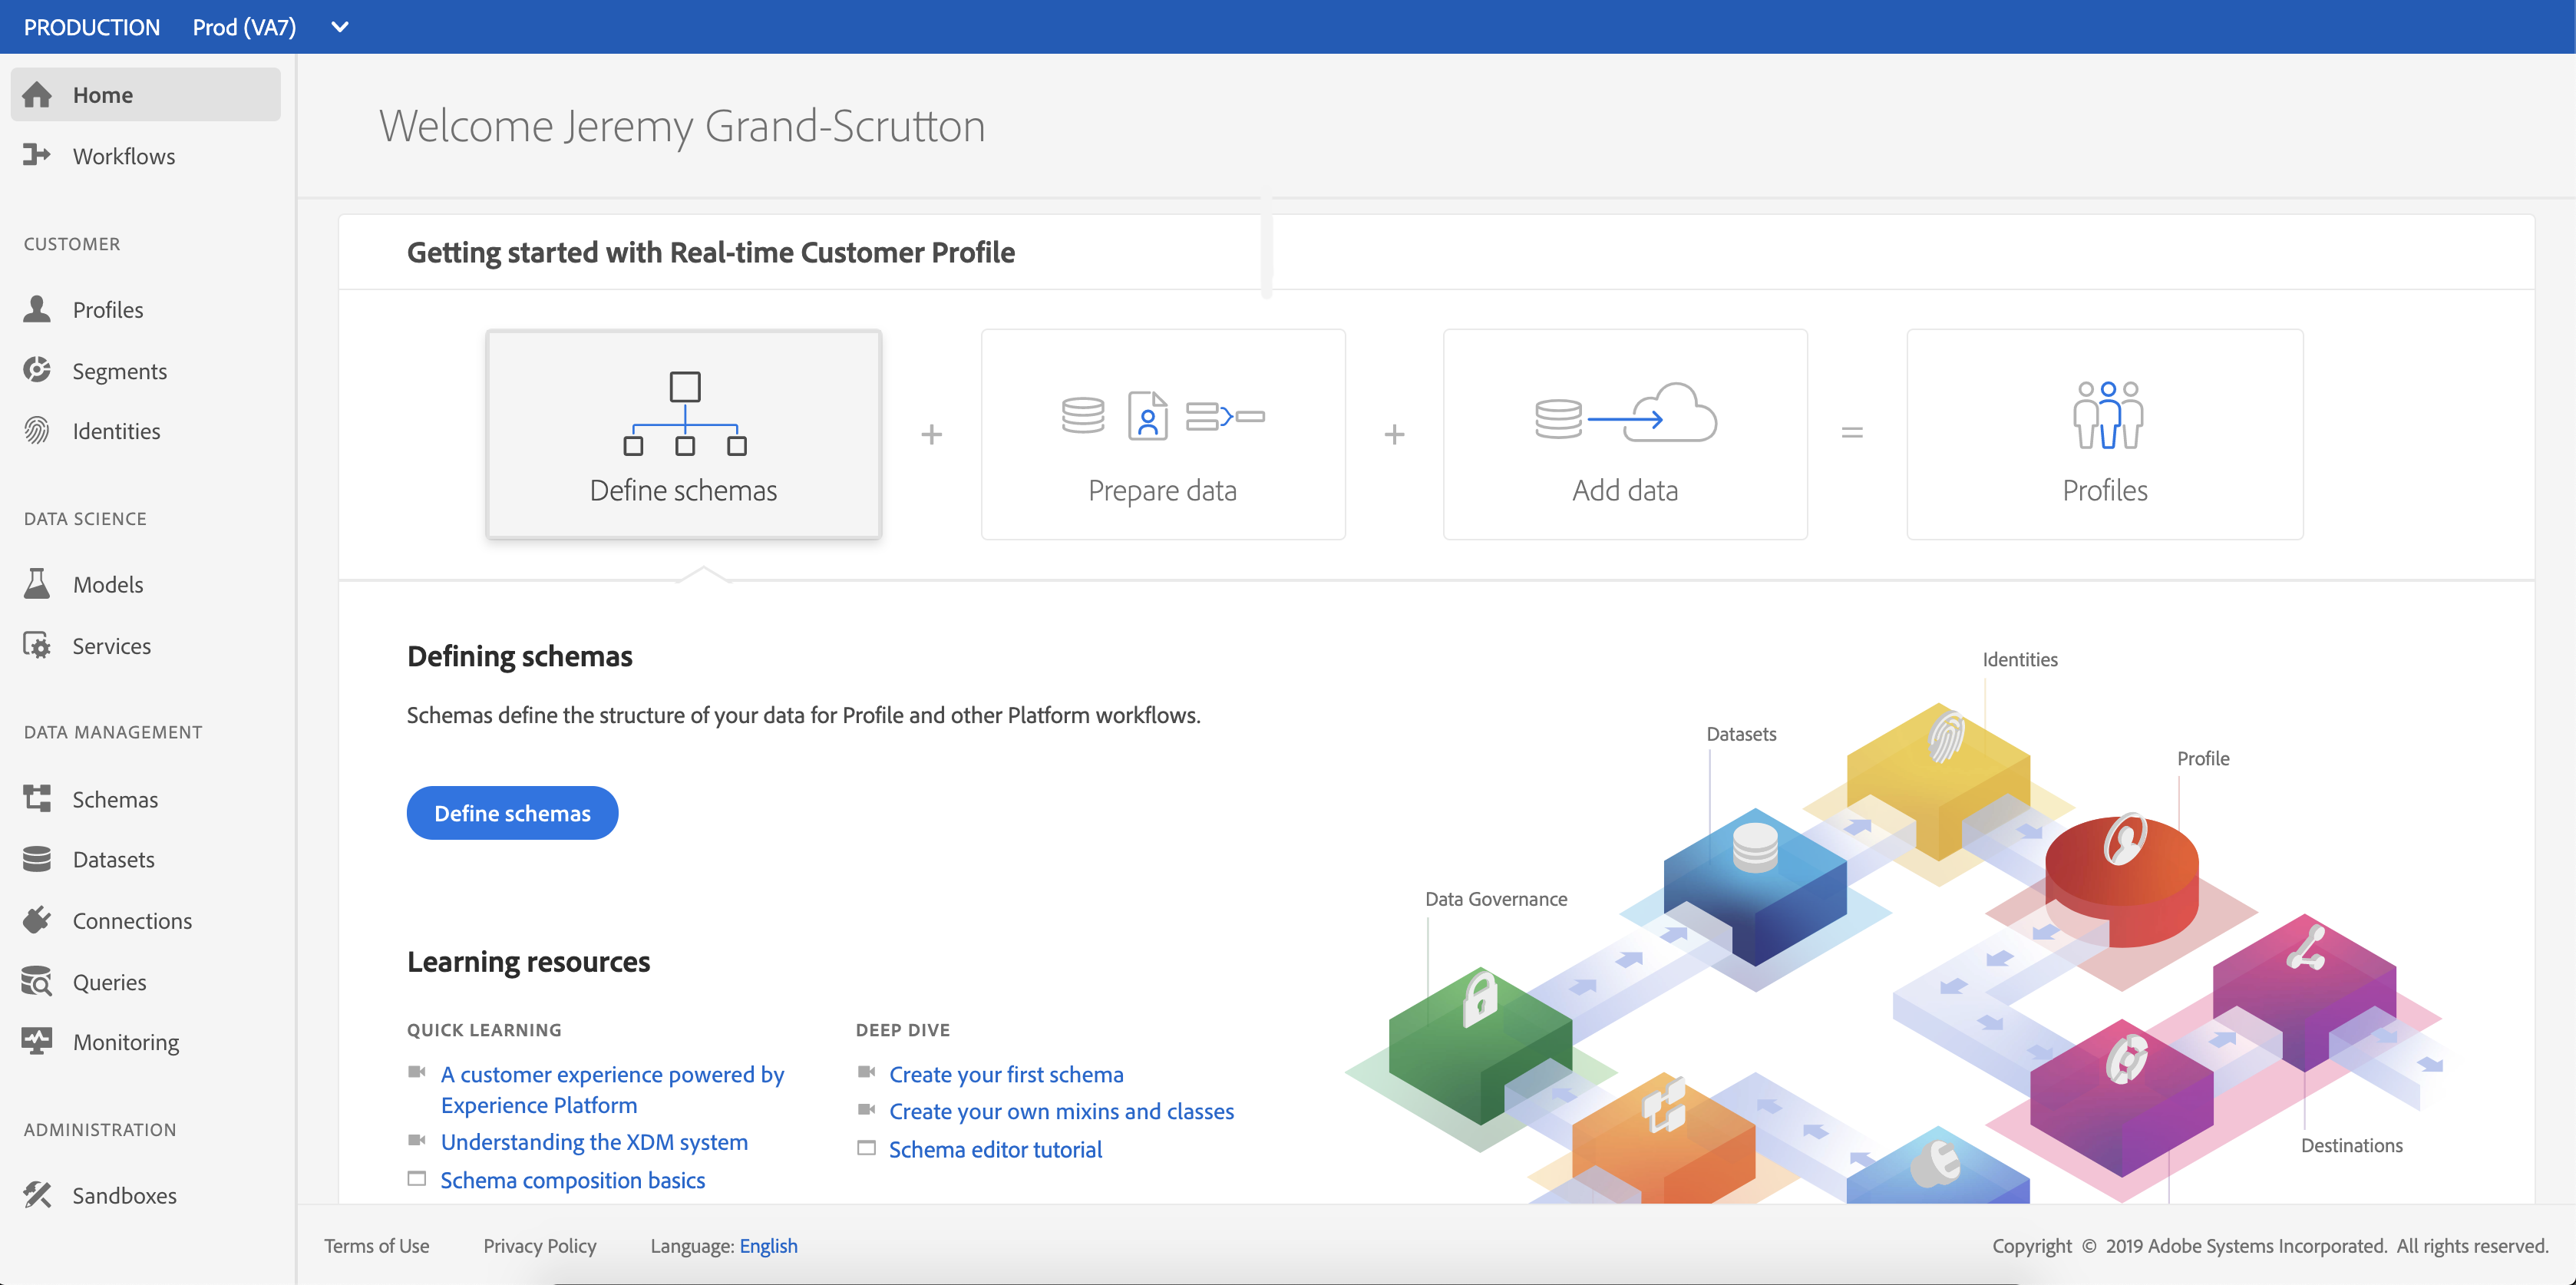 PRODUCTION Prod (VA7)
Home
Workflows
CUSTOMER
Profiles
Segments
Identities
DATA SCIENCE
Models
Services
DATA MANAGEMENT
Schemas
Datasets
Connections
Queries
Monitoring
ADMINISTRATION
Sandboxes
Welcome Jeremy Grand-Scrutton
Getting started with Real-time Customer Profile
Define schemas + Prepare data + Add data = Profiles
Defining schemas
Schemas define the structure of your data for Profile and other Platform workflows.
Define schemas
Learning resources
QUICK LEARNING
A customer experience powered by
Experience Platform
Understanding the XDM system
Schema composition basics
DEEP DIVE
Create your first schema
Create your own mixins and classes
Schema editor tutorial
Identities
Datasets
Profile
Data Governance
Destinations
Terms of Use Privacy Policy Language: English
Copyright © 2019 Adobe Systems Incorporated. All rights reserved.